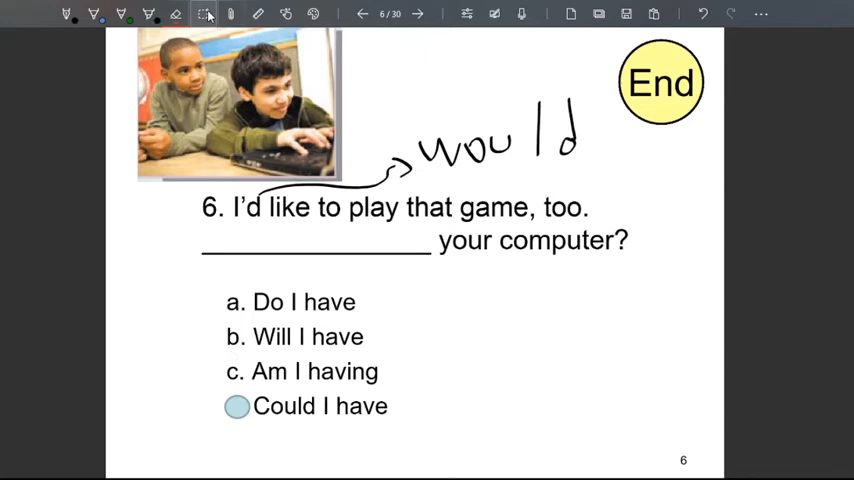 6 / 30
End
would
6. I'd like to play that game, too.
___________________ your computer?
a. Do I have
b. Will I have
c. Am I having
Could I have
6